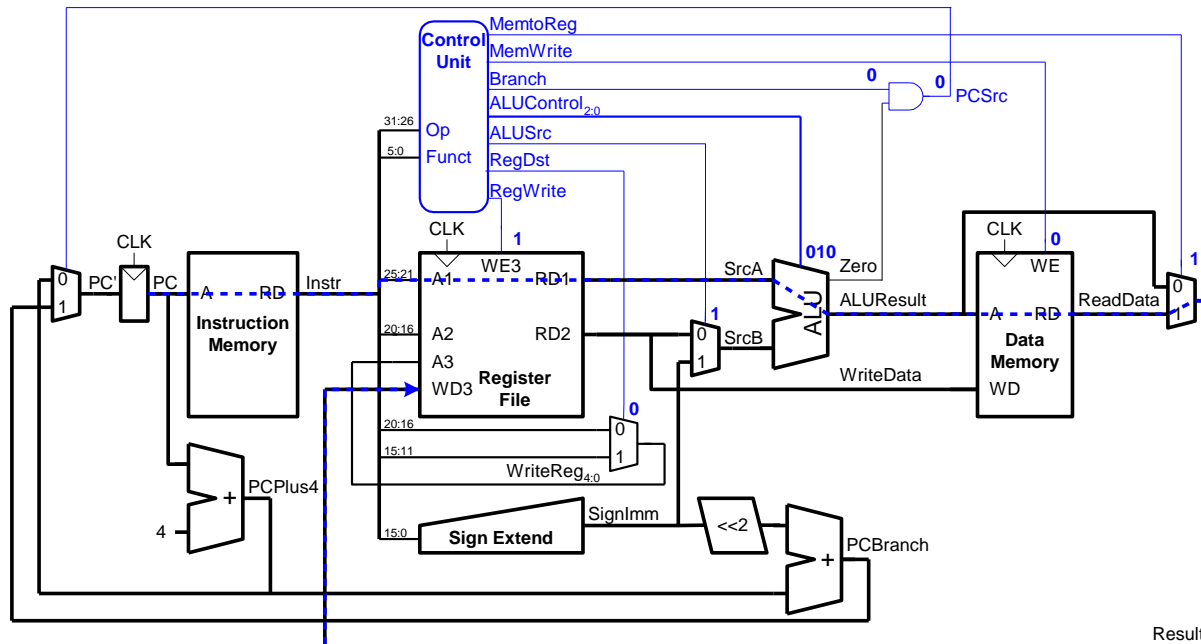 MemtoReg
Control
Unit
MemWrite
Branch
0
0
PCSrc
ALUControl2:0
31:26
Op
ALUSrc
5:0
Funct
RegDst
RegWrite
CLK
CLK
CLK
1
010
0
1
0
1
PC'
PC
A
RD
Instr
25:21
A1
WE3
RD1
SrcA
Zero
WE
0
1
Instruction
Memory
20:16
A2
RD2
1
0
1
SrcB
ALU
ALUResult
A
RD
ReadData
Data
Memory
A3
WD3
Register
File
WriteData
WD
20:16
0
0
15:11
1
WriteReg4:0
PCPlus4
+
4
15:0
Sign Extend
SignImm
<<2
+
PCBranch
Result